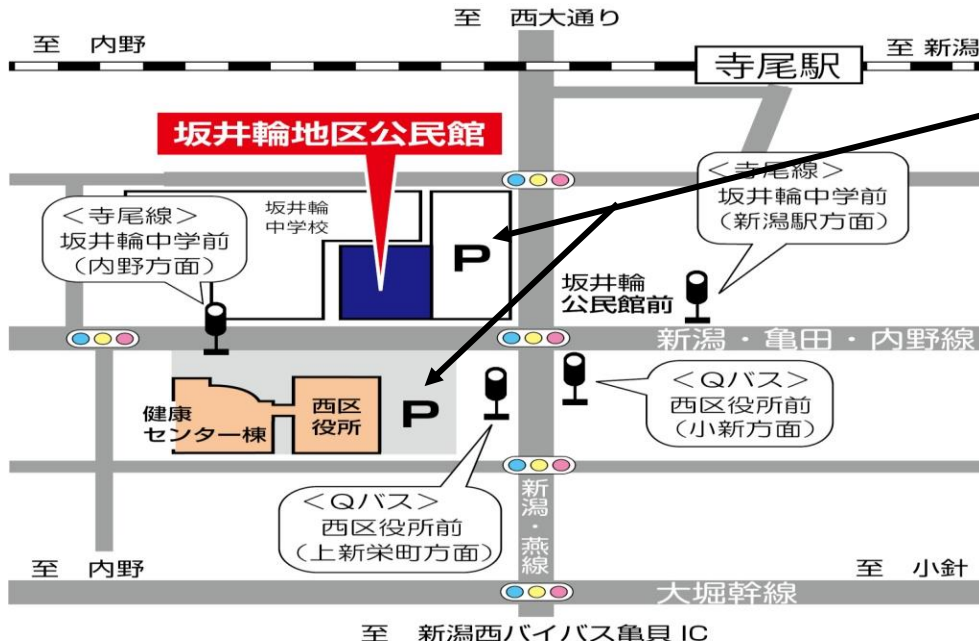 至 西大通り
至 内野
至 新潟
寺尾駅
坂井輪地区公民館
坂井輪
中学校
P
＜寺尾線＞
坂井輪中学前
(内野方面)
＜寺尾線＞
坂井輪中学前
(新潟駅方面)
坂井輪
公民館前
新潟・亀田・内野線
健康
センター棟
西区
役所
P
＜Qバス＞
西区役所前
(小新方面)
＜Qバス＞
西区役所前
(上新栄町方面)
新潟・燕線
至 内野
至 小針
大堀幹線
至 新潟西バイパス亀貝 IC